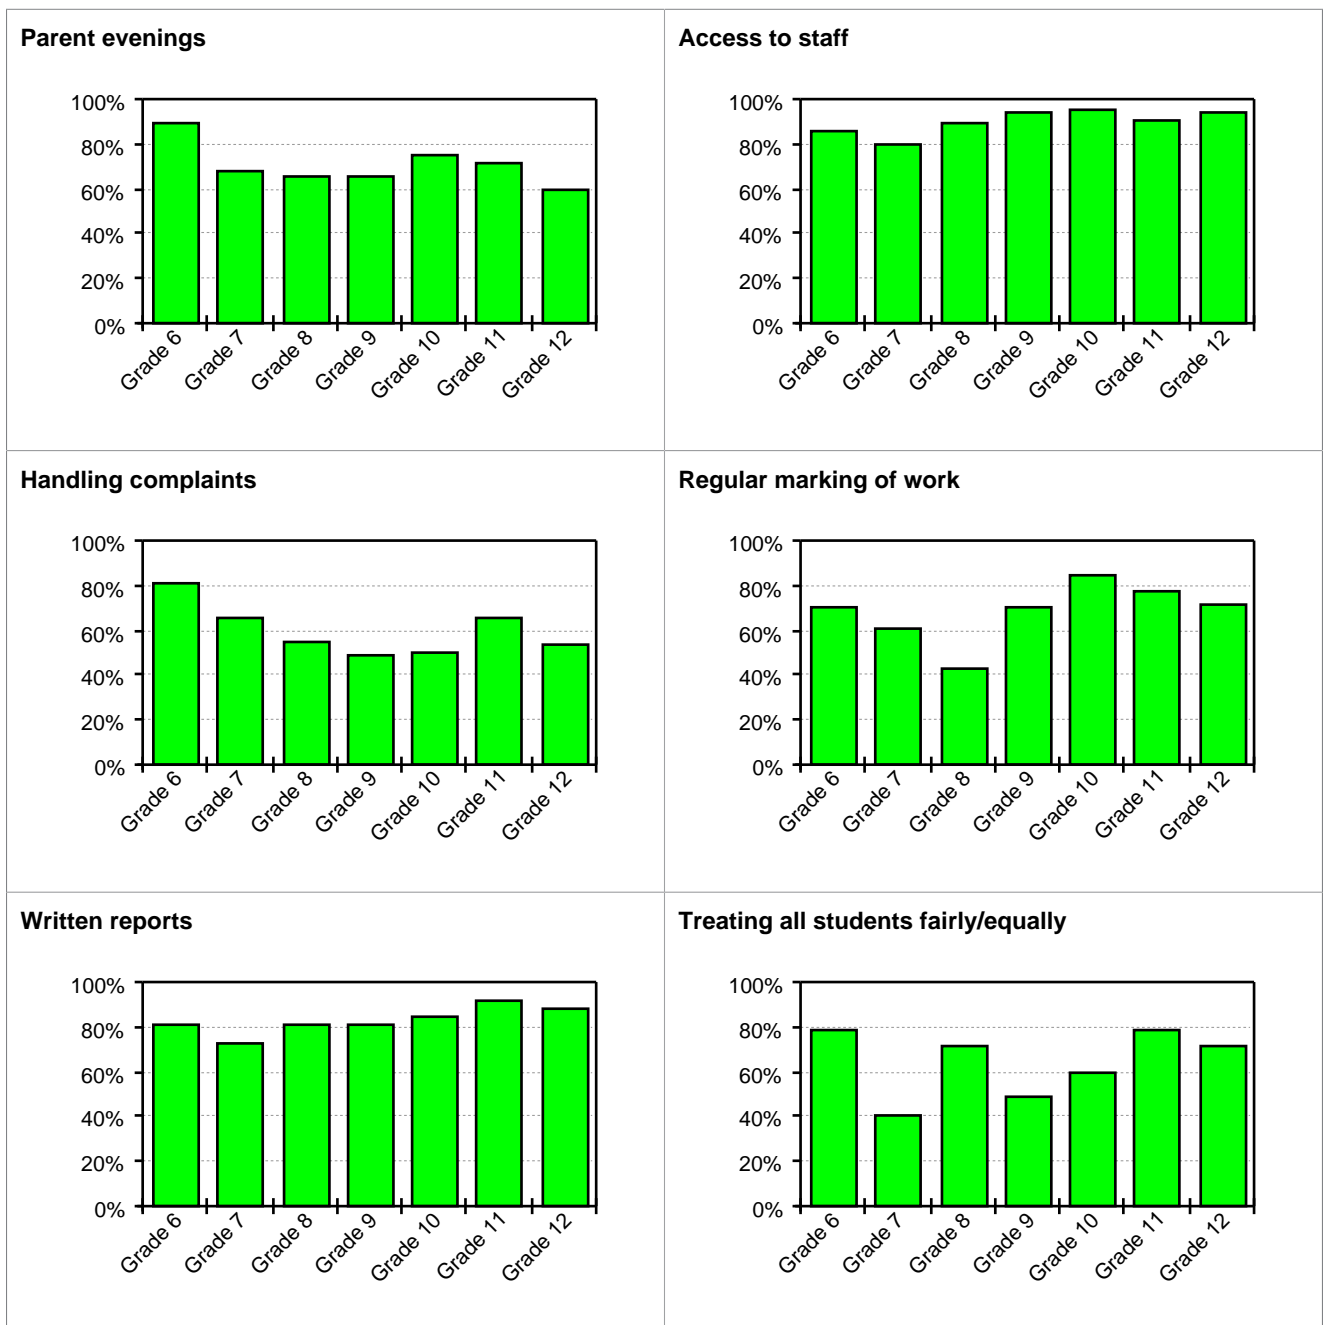 Parent evenings
100%
80%
60%
40%
20%
0%
Grade 6
Grade 7
Grade 8
Grade 9
Grade 10
Grade 11
Grade 12
Access to staff
100%
80%
60%
40%
20%
0%
Grade 6
Grade 7
Grade 8
Grade 9
Grade 10
Grade 11
Grade 12
Handling complaints
100%
80%
60%
40%
20%
0%
Grade 6
Grade 7
Grade 8
Grade 9
Grade 10
Grade 11
Grade 12
Regular marking of work
100%
80%
60%
40%
20%
0%
Grade 6
Grade 7
Grade 8
Grade 9
Grade 10
Grade 11
Grade 12
Written reports
100%
80%
60%
40%
20%
0%
Grade 6
Grade 7
Grade 8
Grade 9
Grade 10
Grade 11
Grade 12
Treating all students fairly/equally
100%
80%
60%
40%
20%
0%
Grade 6
Grade 7
Grade 8
Grade 9
Grade 10
Grade 11
Grade 12